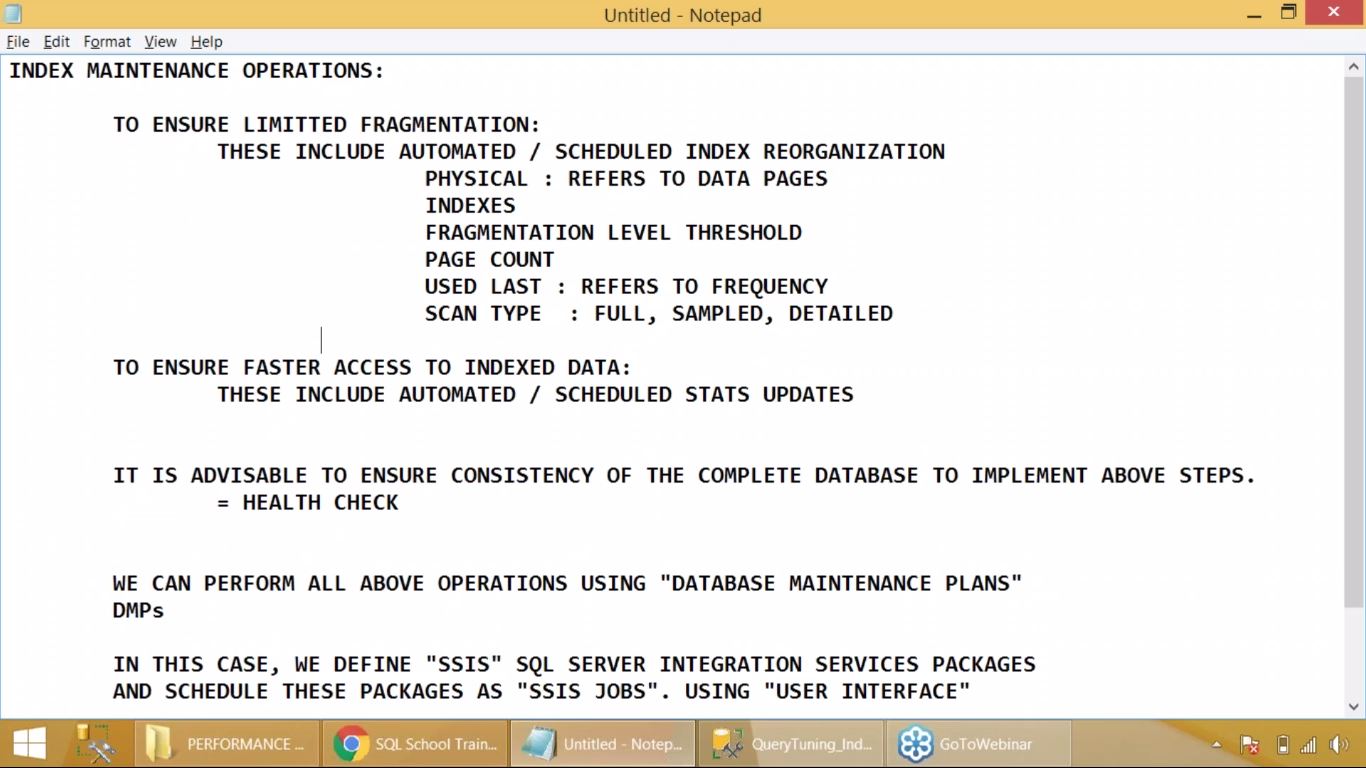 Untitled - Notepad
File Edit Format View Help
INDEX MAINTENANCE OPERATIONS:
TO ENSURE LIMITTED FRAGMENTATION:
THESE INCLUDE AUTOMATED / SCHEDULED INDEX REORGANIZATION
PHYSICAL : REFERS TO DATA PAGES
INDEXES
FRAGMENTATION LEVEL THRESHOLD
PAGE COUNT
USED LAST : REFERS TO FREQUENCY
SCAN TYPE : FULL, SAMPLED, DETAILED
TO ENSURE FASTER ACCESS TO INDEXED DATA:
THESE INCLUDE AUTOMATED / SCHEDULED STATS UPDATES
IT IS ADVISABLE TO ENSURE CONSISTENCY OF THE COMPLETE DATABASE TO IMPLEMENT ABOVE STEPS.
= HEALTH CHECK
WE CAN PERFORM ALL ABOVE OPERATIONS USING "DATABASE MAINTENANCE PLANS"
DMPs
IN THIS CASE, WE DEFINE "SSIS" SQL SERVER INTEGRATION SERVICES PACKAGES
AND SCHEDULE THESE PACKAGES AS "SSIS JOBS". USING "USER INTERFACE"
PERFORMANCE ... SQL School Train... Untitled - Notep... QueryTuning_Ind... GoToWebinar